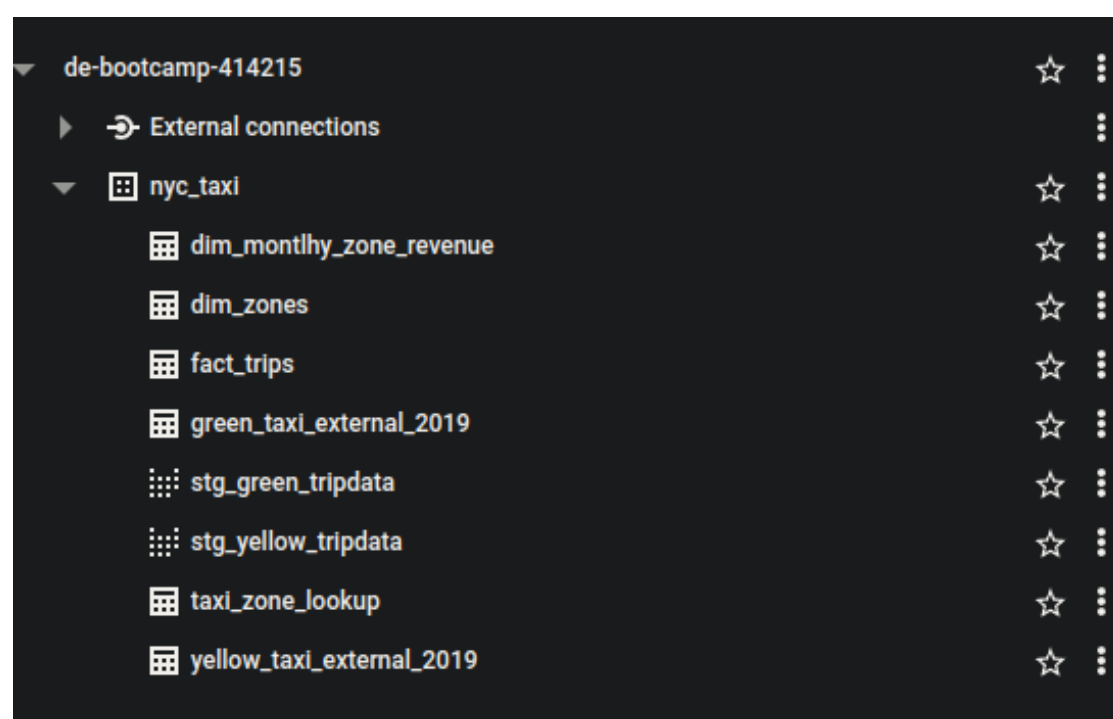 de-bootcamp-414215
External connections
nyc_taxi
dim_montlhy_zone_revenue
dim_zones
fact_trips
green_taxi_external_2019
stg_green_tripdata
stg_yellow_tripdata
taxi_zone_lookup
yellow_taxi_external_2019